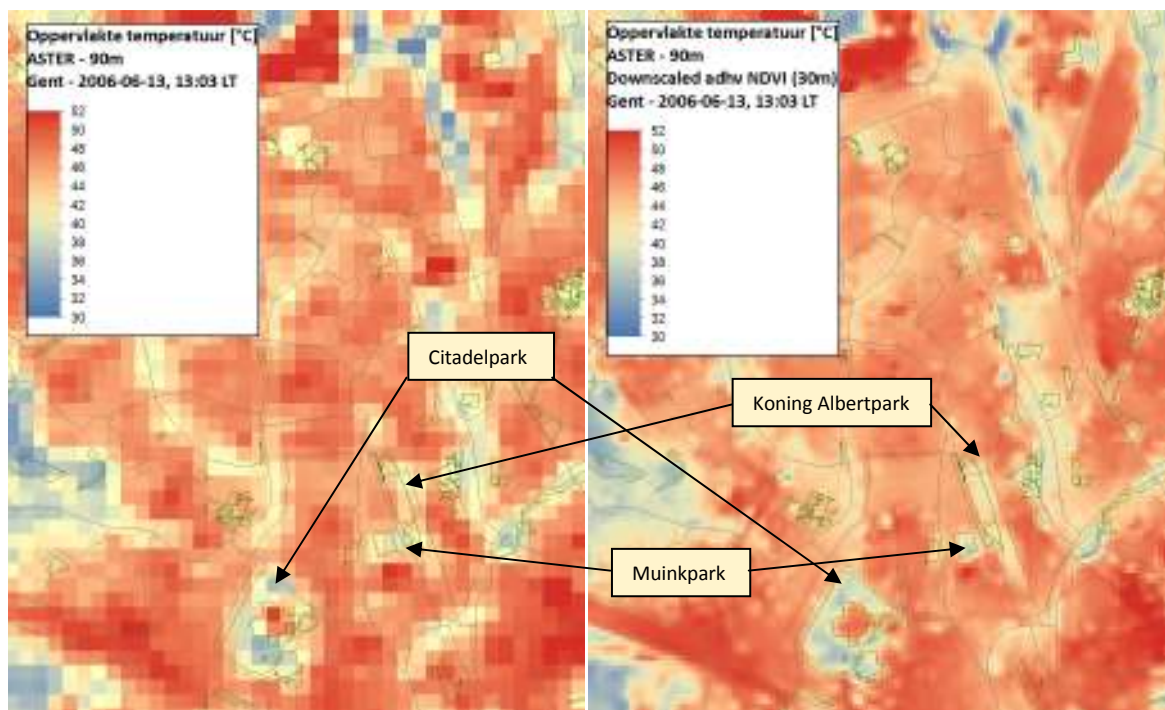 Oppervlakte temperatuur [°C]
ASTER - 90m
Gent - 2006-06-13, 13:03 LT
52
50
48
46
44
42
40
38
36
34
32
30
Oppervlakte temperatuur [°C]
ASTER - 90m
Downscaled adhv NDVI (30m)
Gent - 2006-06-13, 13:03 LT
52
50
48
46
44
42
40
38
36
34
32
30
Citadelpark
Koning Albertpark
Muinkpark